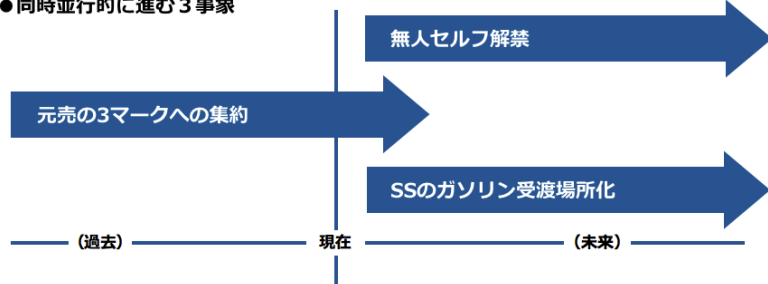 ●同時並行的に進む３事象
無人セルフ解禁
元売の3マークへの集約
SSのガソリン受渡場所化
（過去） 現在 （未来）